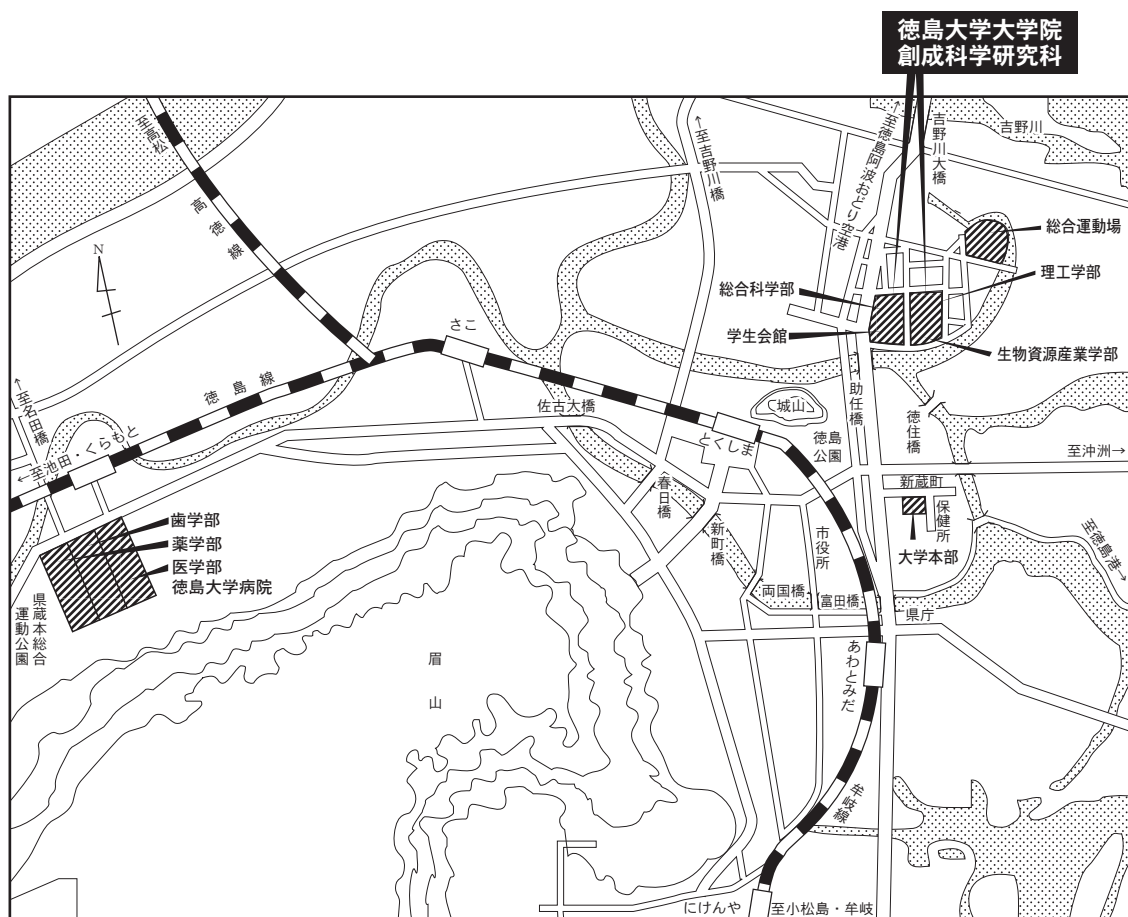 徳島大学大学院
創成科学研究科
至高松
高徳線
N
↑至吉野川橋
↑至徳島阿波おどり空港
吉野川大橋
吉野川
総合運動場
理工学部
総合科学部
学生会館
生物資源産業学部
さこ
徳島線
↑至名田橋
←至池田・くらもと
佐古大橋
城山
とくしま
徳島
公園
助任橋
徳住橋
至沖洲→
新蔵町
保健所
大学本部
春日橋
新町橋
市役所
至徳島港→
歯学部
薬学部
医学部
徳島大学病院
県蔵本総合
運動公園
両国橋
富田橋
県庁
あわとみだ
眉山
牟岐線
にけんや
至小松島・牟岐